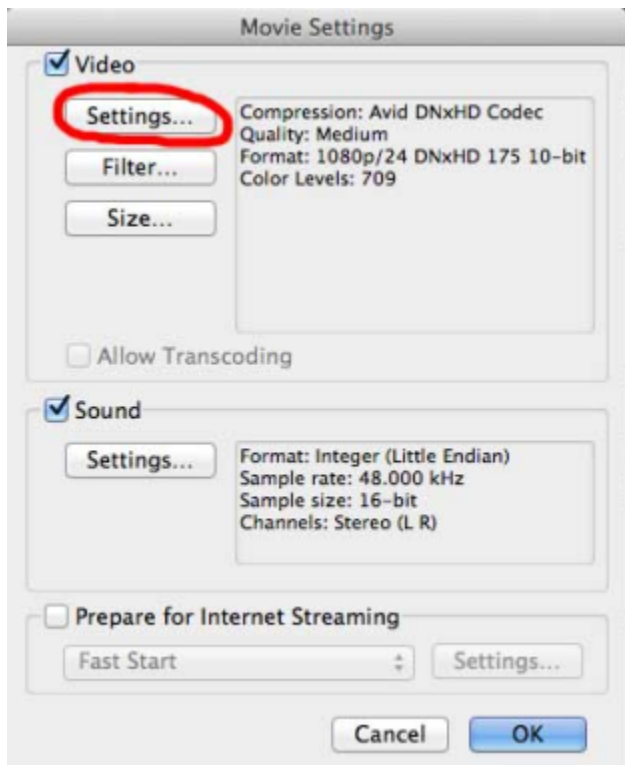 Movie Settings
Video
Settings...
Compression: Avid DNxHD Codec
Quality: Medium
Format: 1080p/24 DNxHD 175 10-bit
Color Levels: 709
Filter...
Size...
Allow Transcoding
Sound
Settings...
Format: Integer (Little Endian)
Sample rate: 48.000 kHz
Sample size: 16-bit
Channels: Stereo (L R)
Prepare for Internet Streaming
Fast Start
Settings...
Cancel
OK